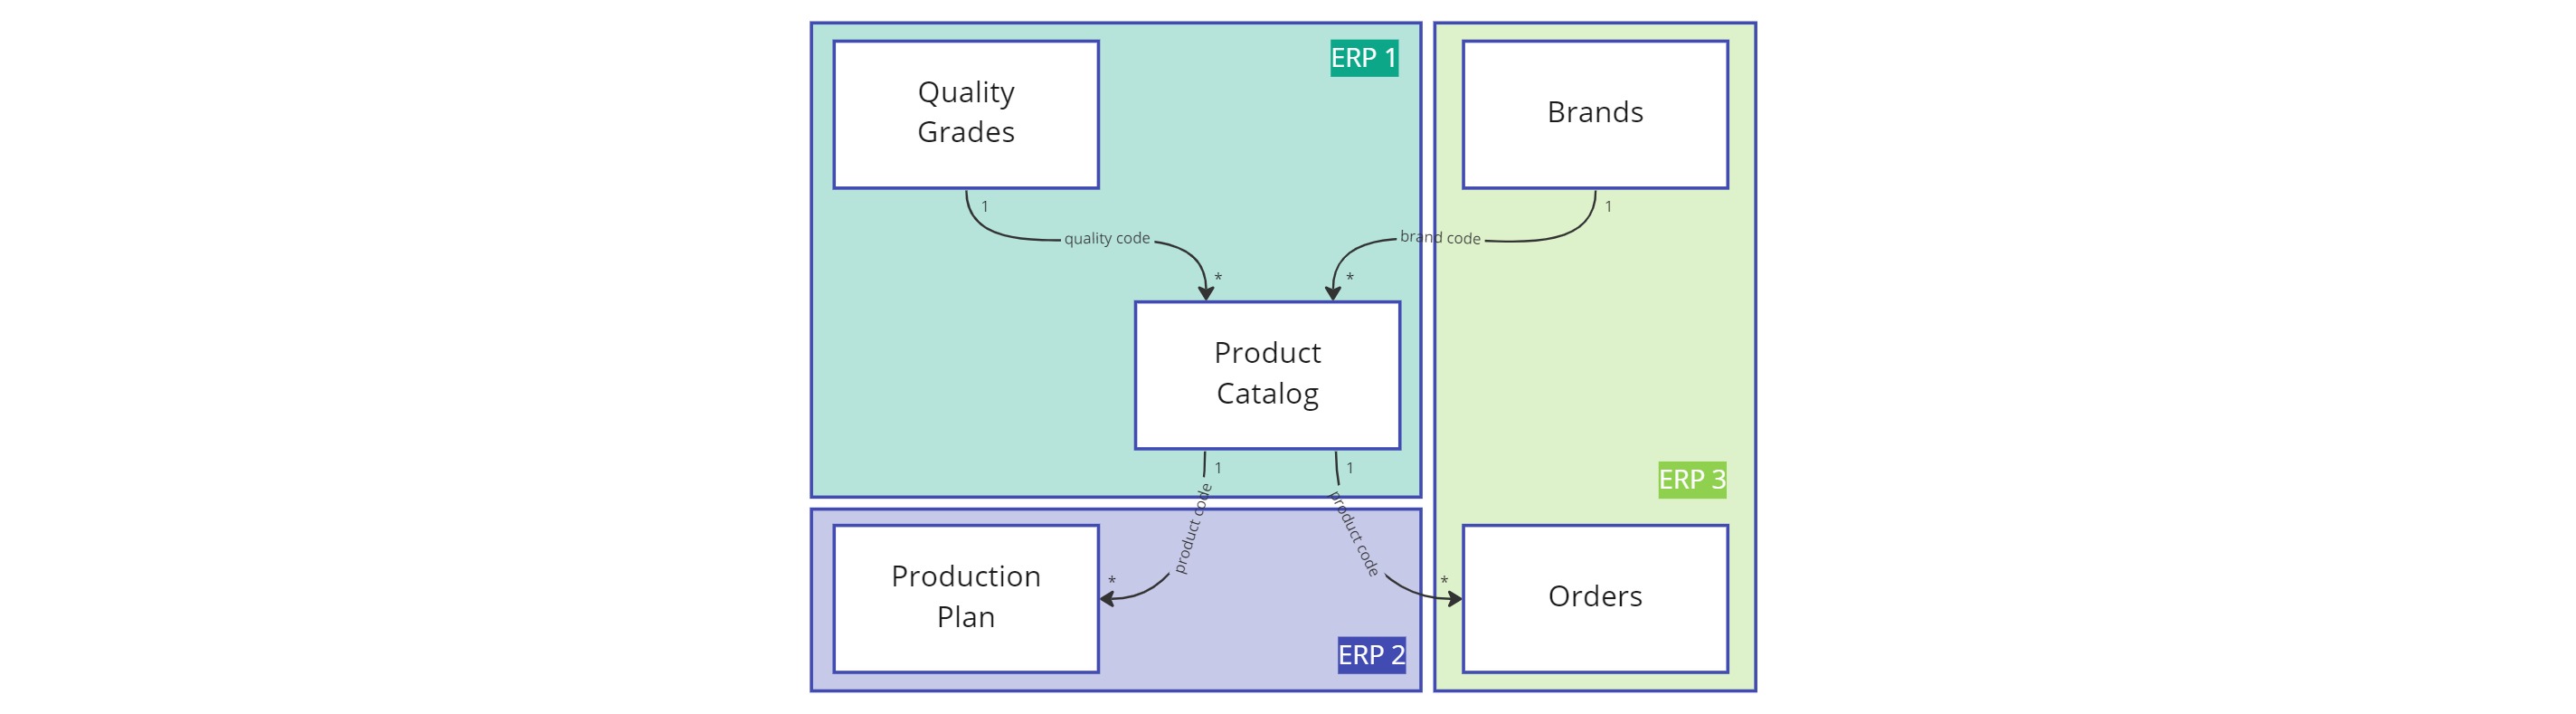 ERP 1
Quality
Grades
Brands
1
1
quality code
brand code
*
*
Product
Catalog
1
1
product code
product code
ERP 3
*
*
Production
Plan
Orders
ERP 2